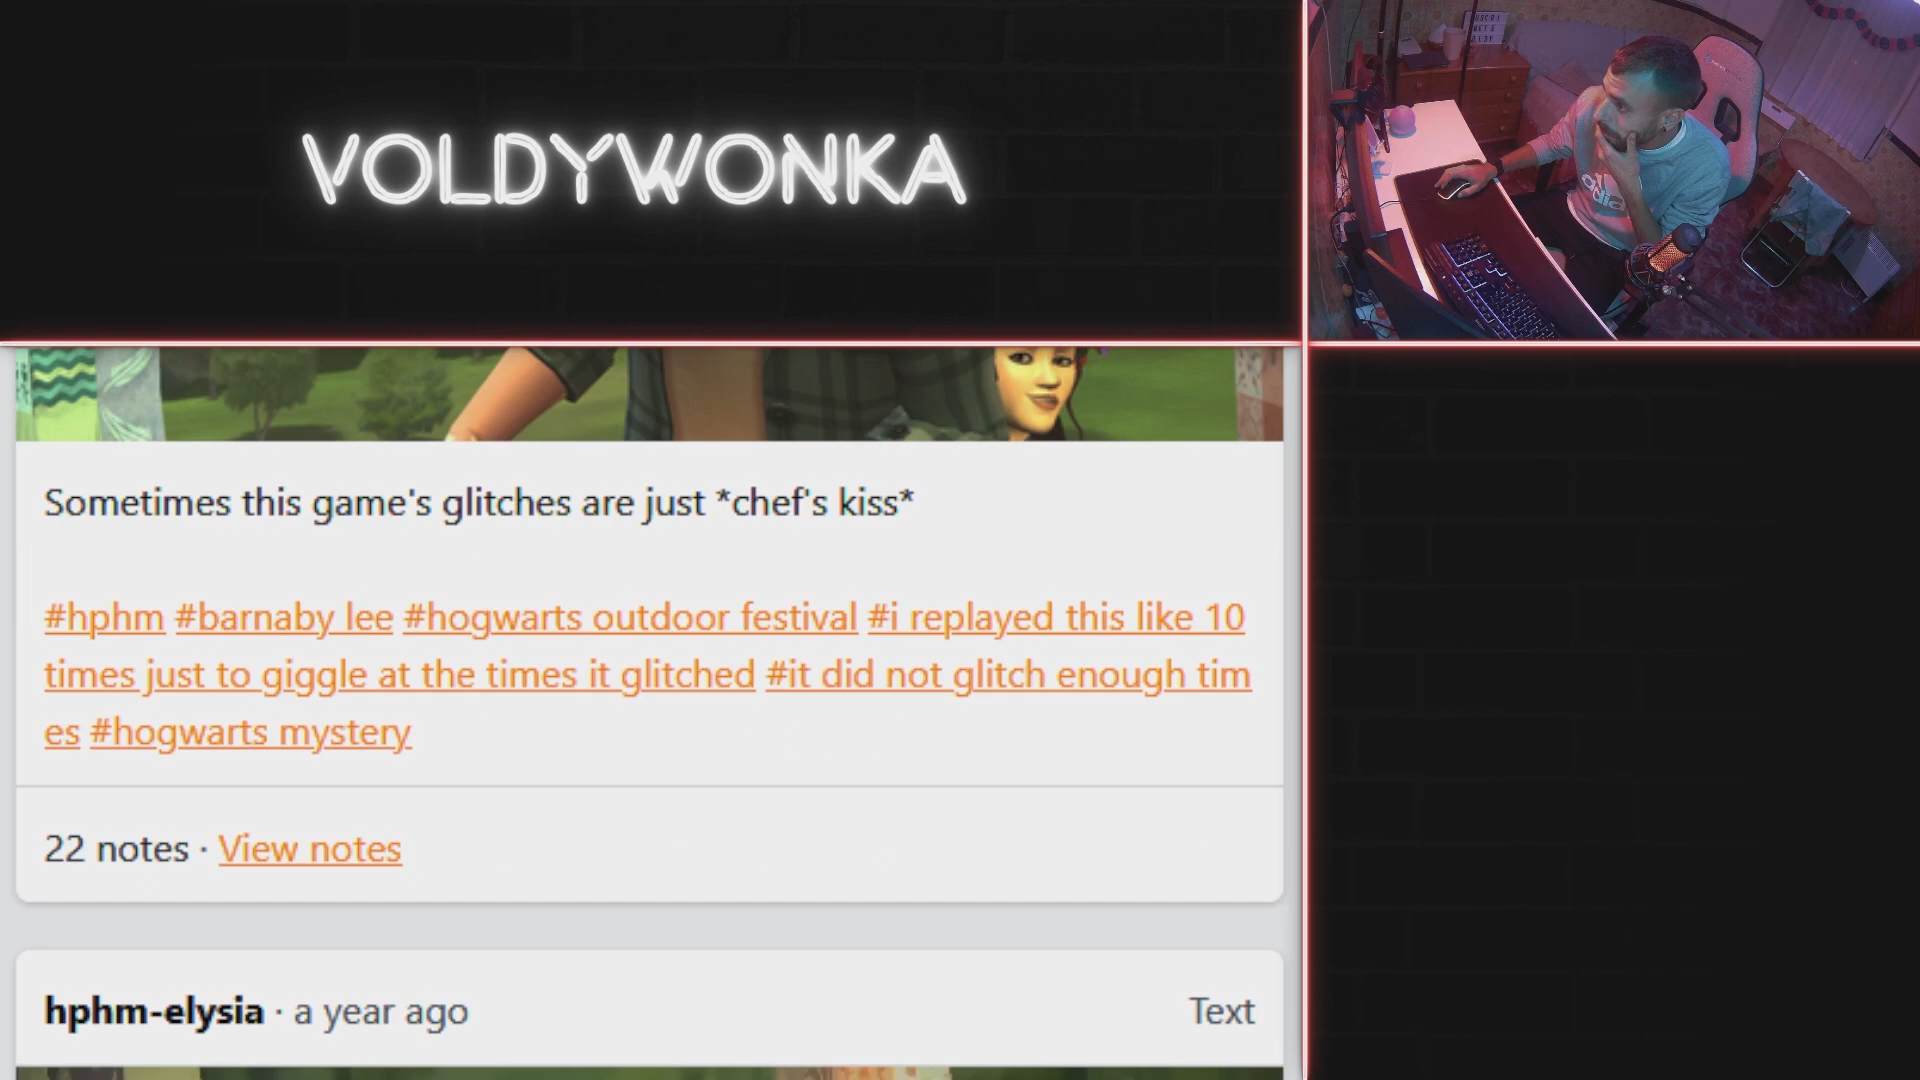 VOLDYWONKA
Sometimes this game's glitches are just *chef's kiss*
#hphm #barnaby lee #hogwarts outdoor festival #i replayed this like 10
times just to giggle at the times it glitched #it did not glitch enough tim
es #hogwarts mystery
22 notes · View notes
hphm-elysia · a year ago
Text